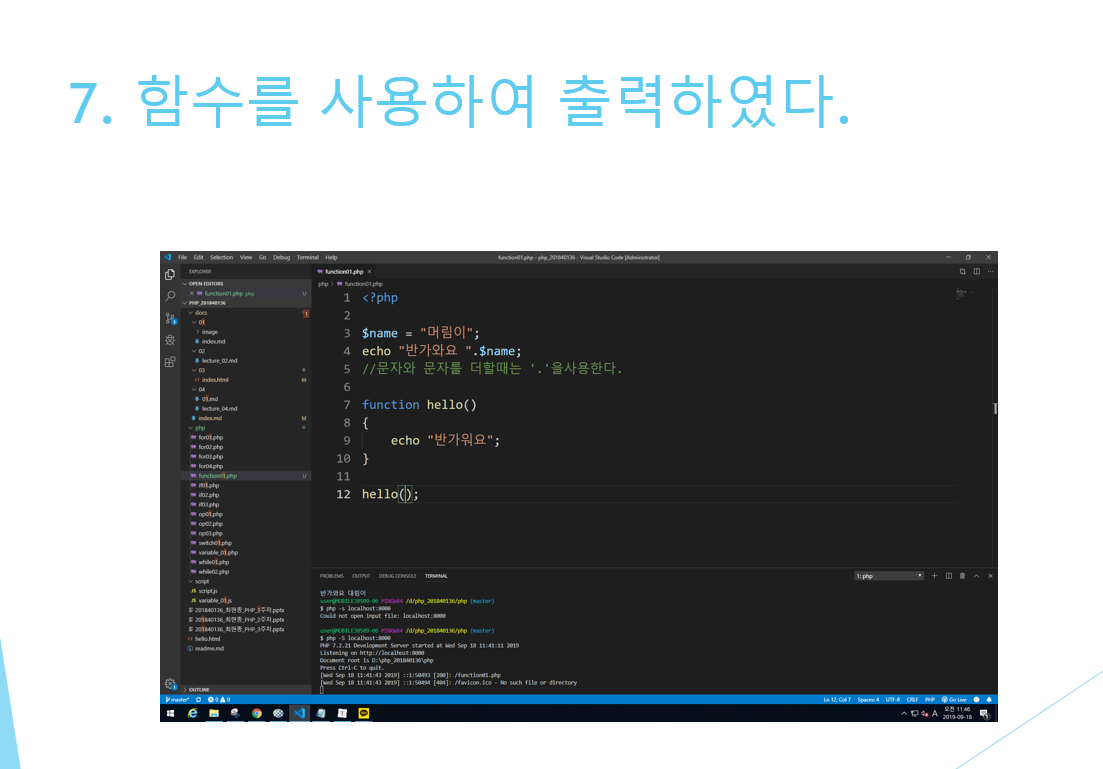 7. 함수를 사용하여 출력하였다.
File Edit Selection View Go Debug Terminal Help
function01.php - php_201840136 - Visual Studio Code [Administrator]
EXPLORER
OPEN EDITORS
function01.php php U
PHP_201840136
docs 1
01
image
index.md
02
lecture_02.md
03
index.html M
04
01.md
lecture_04.md
index.md M
php
for01.php
for02.php
for03.php
for04.php
function01.php U
if01.php
if02.php
if03.php
op01.php
op02.php
op03.php
switch01.php
variable_01.php
while01.php
while02.php
script
script.js
variable_01.js
201840136_최현종_PHP_1주차.pptx
201840136_최현종_PHP_2주차.pptx
201840136_최현종_PHP_3주차.pptx
hello.html
readme.md
OUTLINE
function01.php
php > function01.php
1 <?php
2
3 $name = "머림이";
4 echo "반가와요 ".$name;
5 //문자와 문자를 더할때는 '.'을사용한다.
6
7 function hello()
8 {
9 echo "반가워요";
10 }
11
12 hello();
PROBLEMS OUTPUT DEBUG CONSOLE TERMINAL
1: php
반가와요 대림이
user@MOBILE30509-06 MINGW64 /d/php_201840136/php (master)
$ php -s localhost:8000
Could not open input file: localhost:8000
user@MOBILE30509-06 MINGW64 /d/php_201840136/php (master)
$ php -S localhost:8000
PHP 7.2.21 Development Server started at Wed Sep 18 11:41:11 2019
Listening on http://localhost:8000
Document root is D:\php_201840136\php
Press Ctrl-C to quit.
[Wed Sep 18 11:41:43 2019] ::1:50493 [200]: /function01.php
[Wed Sep 18 11:41:43 2019] ::1:50494 [404]: /favicon.ico - No such file or directory
master* 0 0
Ln 12, Col 7 Spaces: 4 UTF-8 CRLF PHP Go Live
A
오전 11:46
2019-09-18